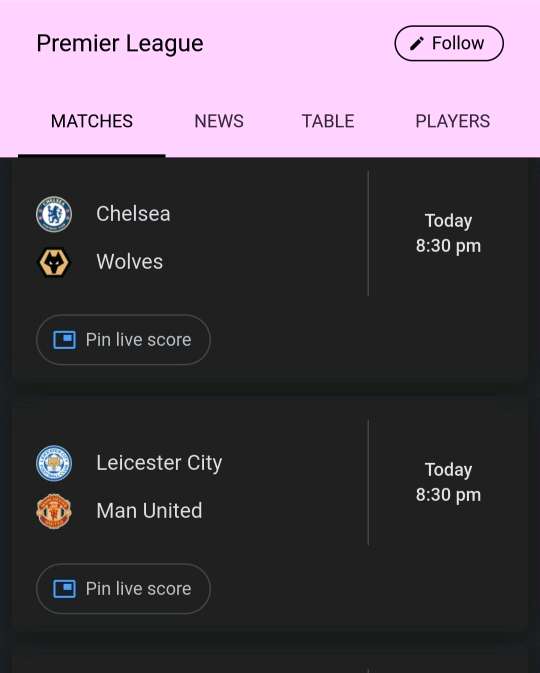 Premier League
Follow
MATCHES NEWS TABLE PLAYERS
Chelsea
Wolves
Today
8:30 pm
Pin live score
Leicester City
Man United
Today
8:30 pm
Pin live score